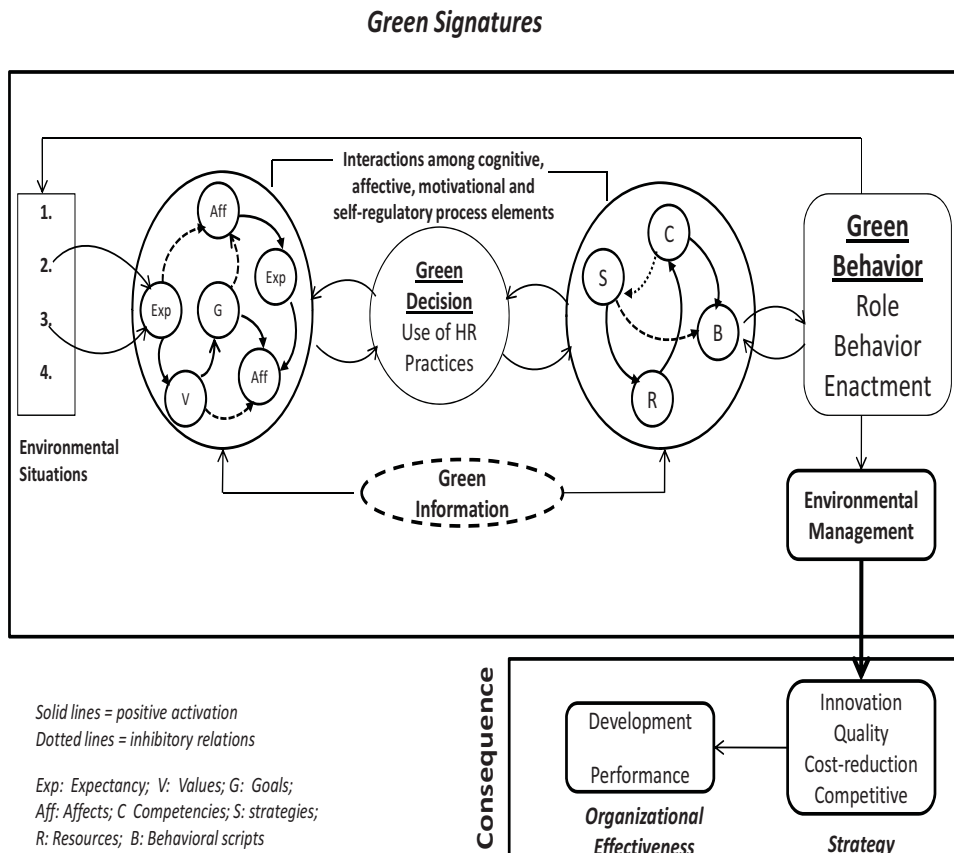 Green Signatures
Interactions among cognitive,
affective, motivational and
self-regulatory process elements
1.
2.
3.
4.
Environmental
Situations
Aff
Exp
Exp
G
Aff
V
Green
Decision
Use of HR
Practices
C
S
B
R
Green
Behavior
Role
Behavior
Enactment
Green
Information
Environmental
Management
Consequence
Innovation
Quality
Cost-reduction
Competitive
Strategy
Development
Performance
Organizational
Effectiveness
Solid lines = positive activation
Dotted lines = inhibitory relations
Exp: Expectancy; V: Values; G: Goals;
Aff: Affects; C Competencies; S: strategies;
R: Resources; B: Behavioral scripts